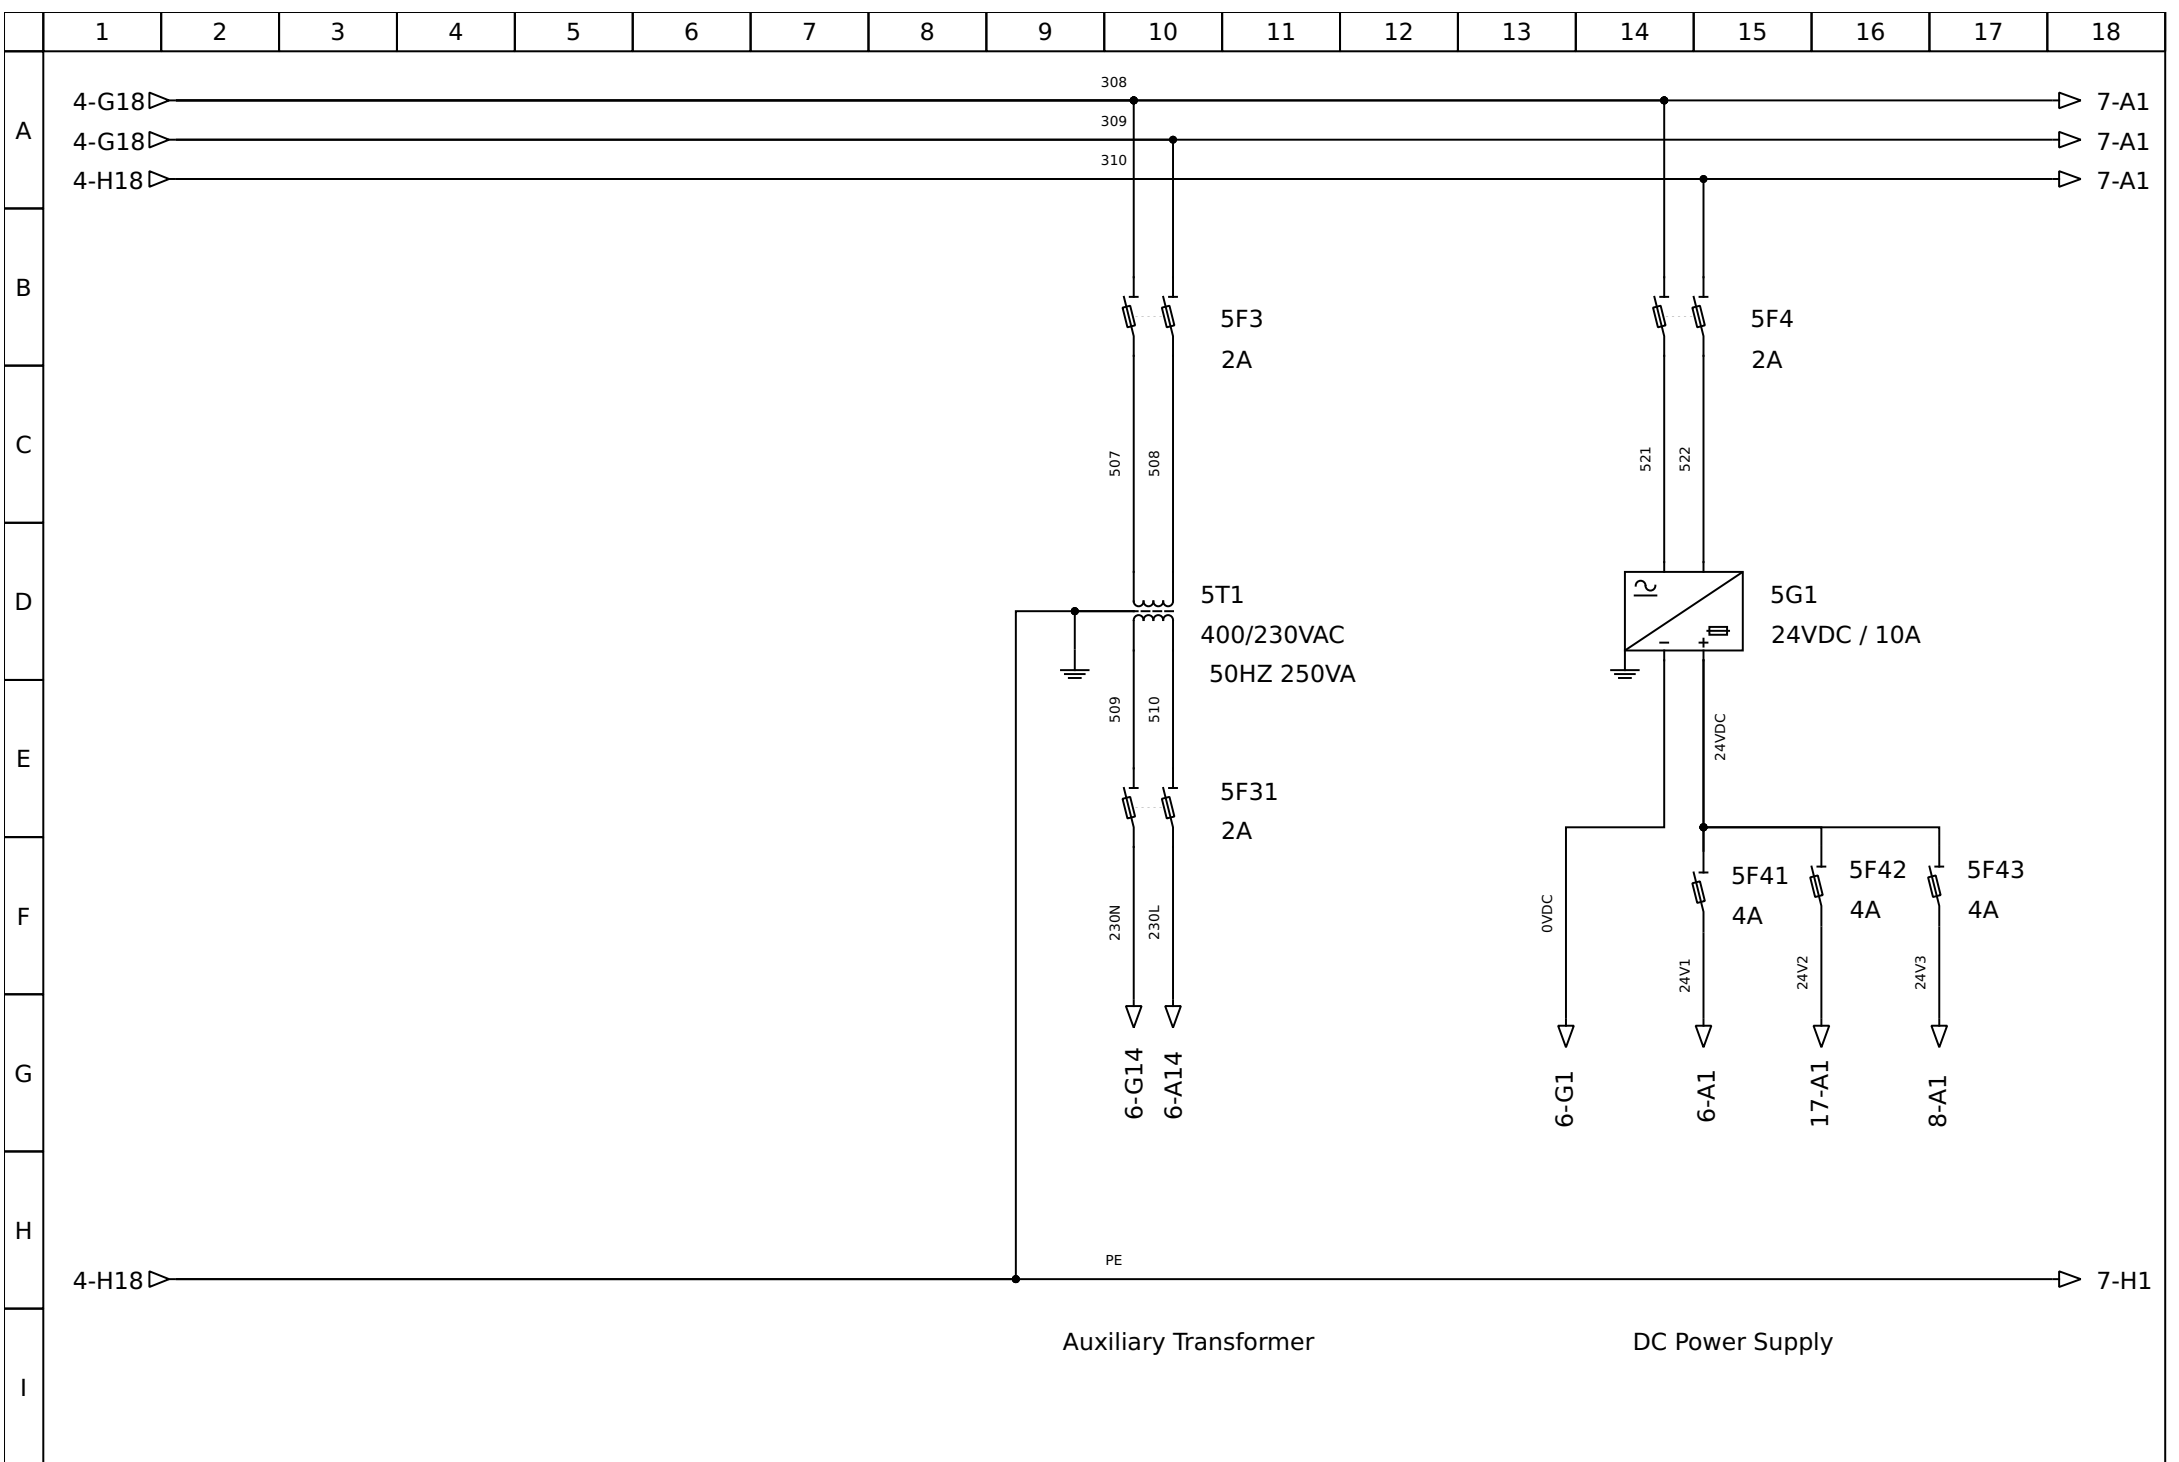 1 2 3 4 5 6 7 8 9 10 11 12 13 14 15 16 17 18
A
B
C
D
E
F
G
H
I
308
4-G18 7-A1
309
4-G18 7-A1
310
4-H18 7-A1
5F3
2A
5F4
2A
507
508
521
522
5T1
400/230VAC
50HZ 250VA
5G1
24VDC / 10A
509
510
24VDC
5F31
2A
5F41
4A
5F42
4A
5F43
4A
230N
230L
0VDC
24V1
24V2
24V3
6-G14
6-A14
6-G1
6-A1
17-A1
8-A1
PE
4-H18 7-H1
Auxiliary Transformer
DC Power Supply